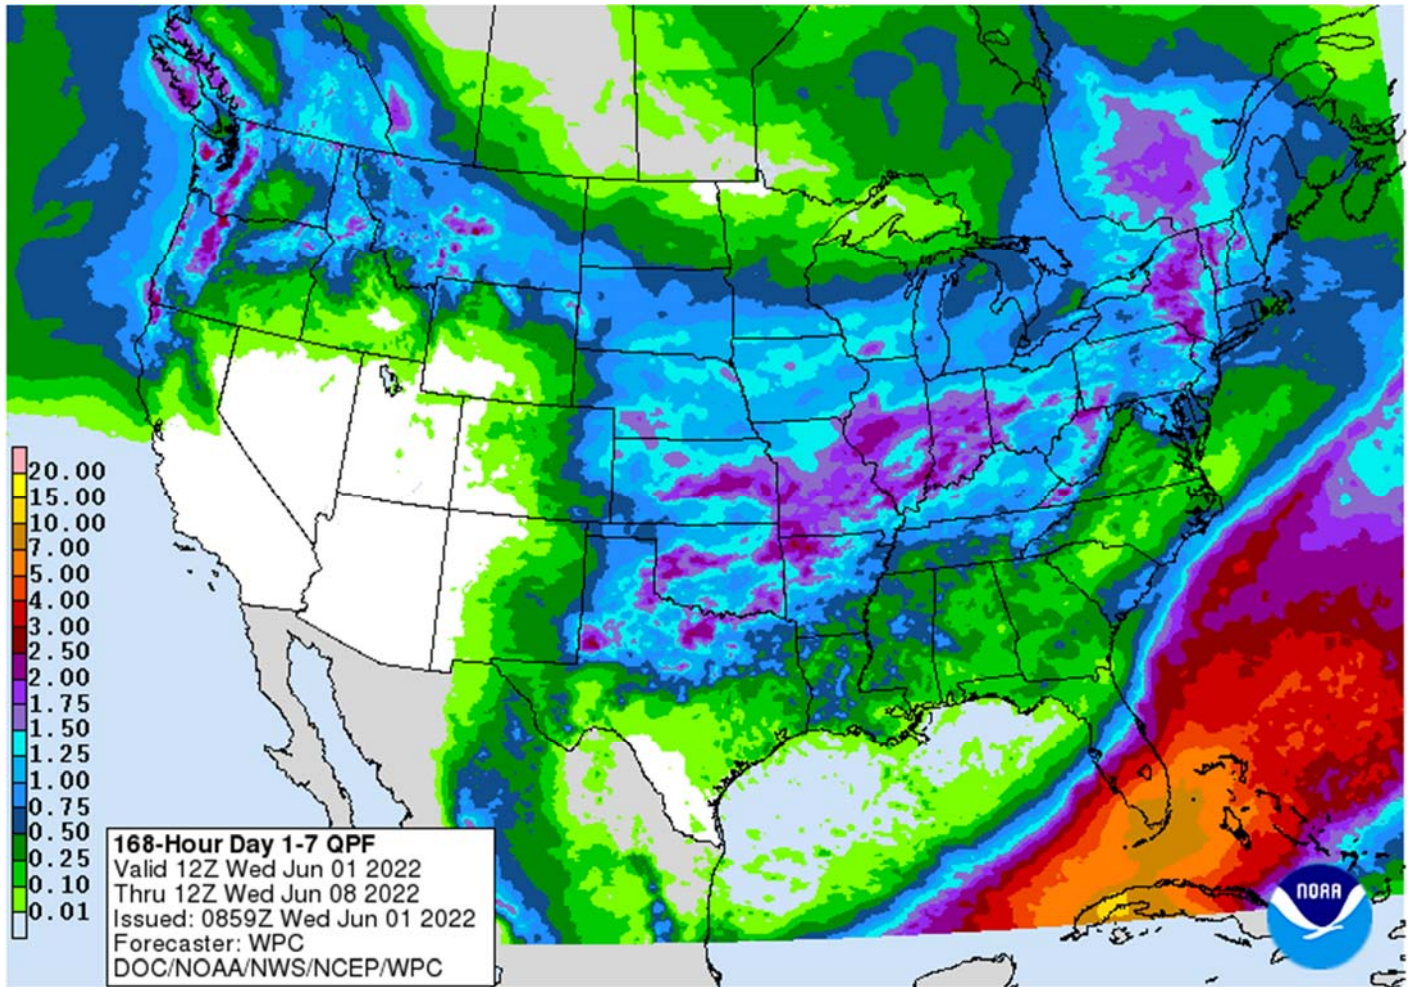 20.00
15.00
10.00
7.00
5.00
4.00
3.00
2.50
2.00
1.75
1.50
1.25
1.00
0.75
0.50
0.25
0.10
0.01
168-Hour Day 1-7 QPF
Valid 12Z Wed Jun 01 2022
Thru 12Z Wed Jun 08 2022
Issued: 0859Z Wed Jun 01 2022
Forecaster: WPC
DOC/NOAA/NWS/NCEP/WPC
NOAA